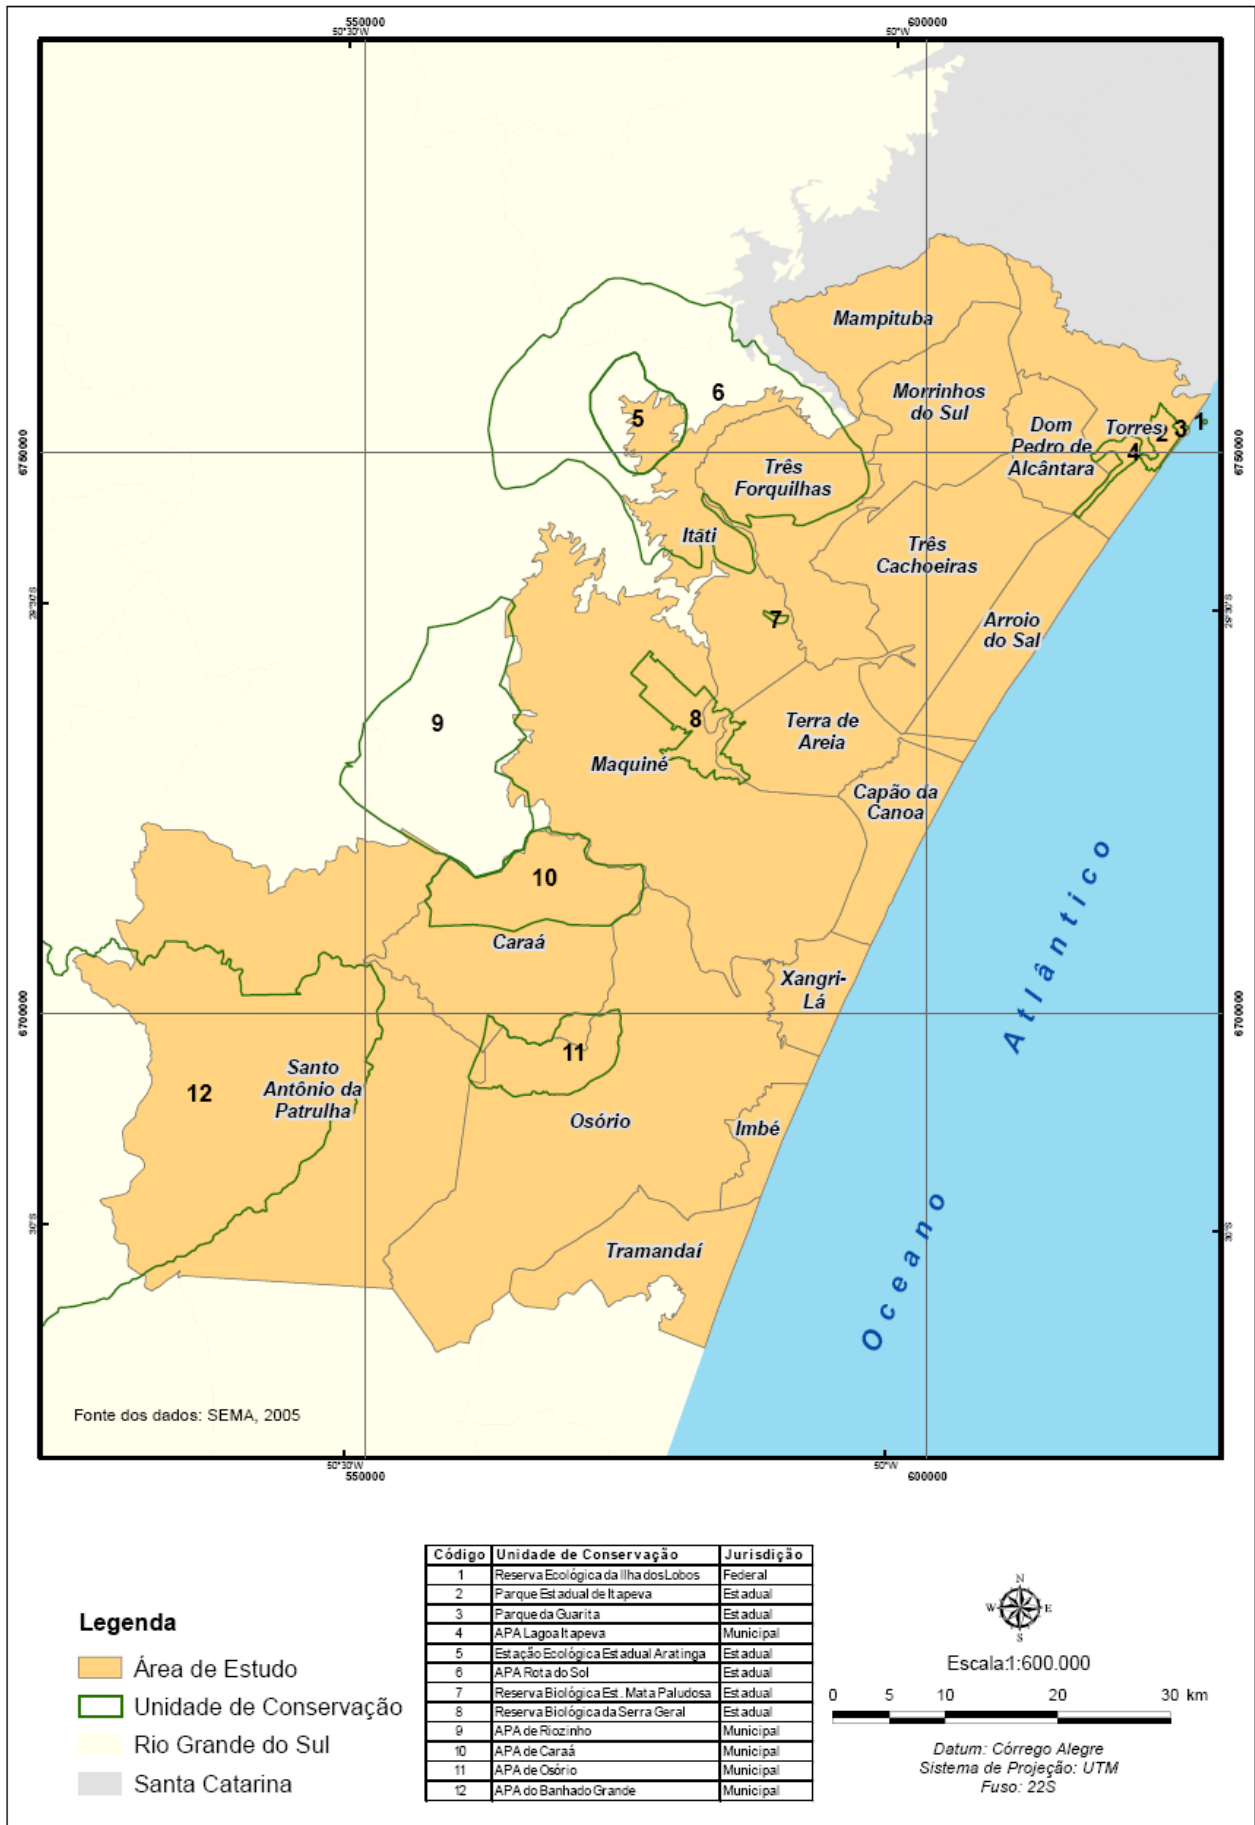 550000 600000
50°30'W 50°W
Mampituba
Morrinhos
do Sul
6
5
Dom
Pedro de
Alcântara
Torres
1
3
2
4
6750000 6750000
Três
Forquilhas
Itáti
Três
Cachoeiras
29°30'S 29°30'S
7
Arroio
do Sal
9
8
Terra de
Areia
Maquiné
Capão da
Canoa
10
Caraá
Xangri-
Lá
6700000 6700000
11
Santo
Antônio da
Patrulha
12
Osório
Imbé
Tramandaí
30°S 30°S
Oceano Atlântico
Fonte dos dados: SEMA, 2005
50°30'W 50°W
550000 600000
Código Unidade de Conservação Jurisdição
1 Reserva Ecológica da Ilha dos Lobos Federal
2 Parque Estadual de Itapeva Estadual
3 Parque da Guarita Estadual
4 APA Lagoa Itapeva Municipal
5 Estação Ecológica Estadual Aratinga Estadual
6 APA Rota do Sol Estadual
7 Reserva Biológica Est. Mata Paludosa Estadual
8 Reserva Biológica da Serra Geral Estadual
9 APA de Riozinho Municipal
10 APA de Caraá Municipal
11 APA de Osório Municipal
12 APA do Banhado Grande Municipal
Legenda
Área de Estudo
Unidade de Conservação
Rio Grande do Sul
Santa Catarina
N
W E
S
Escala:1:600.000
0 5 10 20 30 km
Datum: Córrego Alegre
Sistema de Projeção: UTM
Fuso: 22S